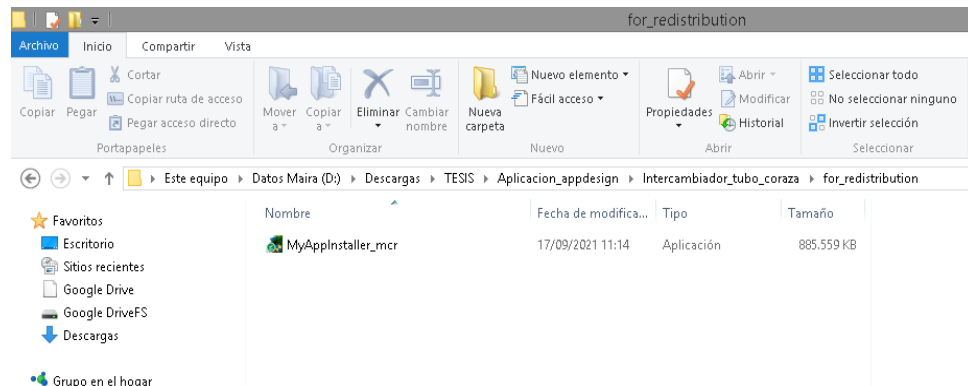 for_redistribution
Archivo Inicio Compartir Vista
Copiar
Pegar
Cortar
Copiar ruta de acceso
Pegar acceso directo
Portapapeles
Mover a
Copiar a
Eliminar
Cambiar nombre
Organizar
Nueva carpeta
Nuevo elemento
Fácil acceso
Nuevo
Propiedades
Abrir
Modificar
Historial
Abrir
Seleccionar todo
No seleccionar ninguno
Invertir selección
Seleccionar
Este equipo Datos Maira (D:) Descargas TESIS Aplicacion_appdesign Intercambiador_tubo_coraza for_redistribution
Nombre Fecha de modifica... Tipo Tamaño
MyAppInstaller_mcr 17/09/2021 11:14 Aplicación 885.559 KB
Favoritos
Escritorio
Sitios recientes
Google Drive
Google DriveFS
Descargas
Grupo en el hogar